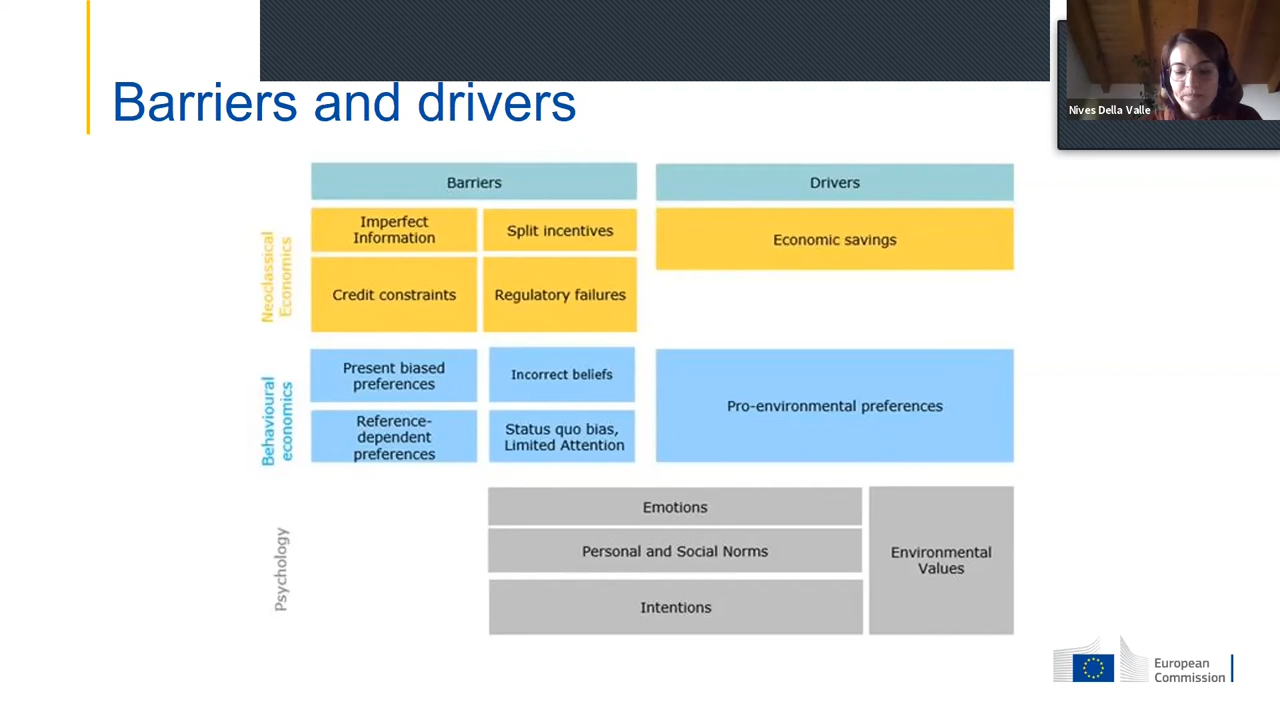 Barriers and drivers
Nives Della Valle
Barriers
Drivers
Neoclassical
Economics
Imperfect
Information
Split incentives
Economic savings
Credit constraints
Regulatory failures
Behavioural
economics
Present biased
preferences
Incorrect beliefs
Pro-environmental preferences
Reference-
dependent
preferences
Status quo bias,
Limited Attention
Psychology
Emotions
Personal and Social Norms
Intentions
Environmental
Values
European
Commission